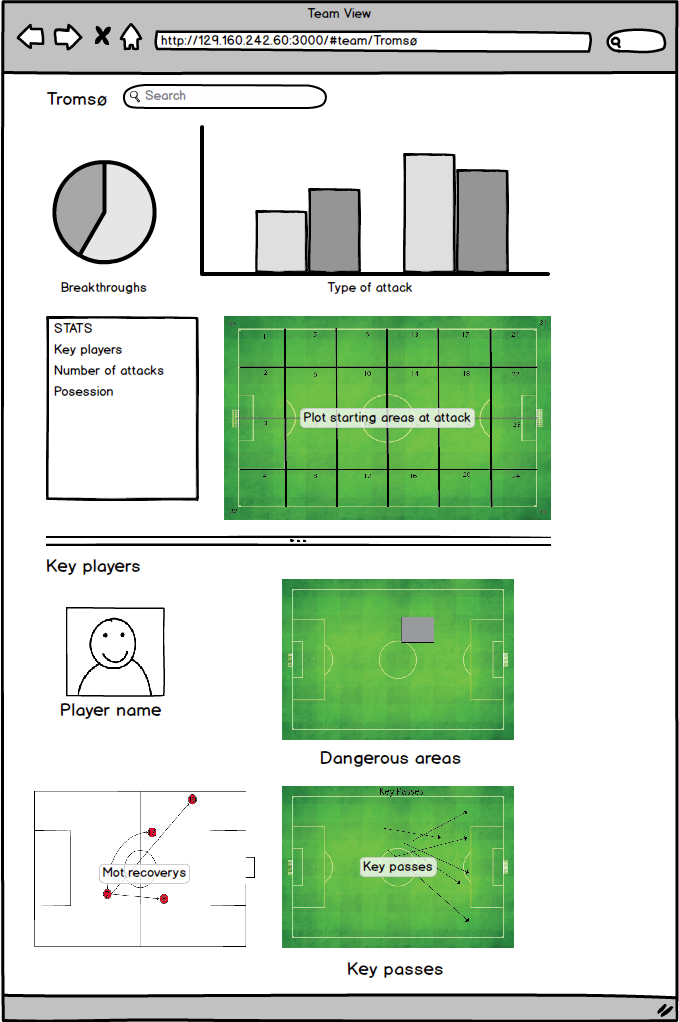 Team View
http://129.160.242.60:3000/#team/Tromsø
Tromsø
Search
Breakthroughs
Type of attack
STATS
Key players
Number of attacks
Posession
1 5 9 13 17 21
2 6 10 14 18 22
Plot starting areas at attack
3 23
4 8 12 16 20 24
Key players
Player name
Dangerous areas
Key Passes
Mot recoverys
Key passes
Key passes